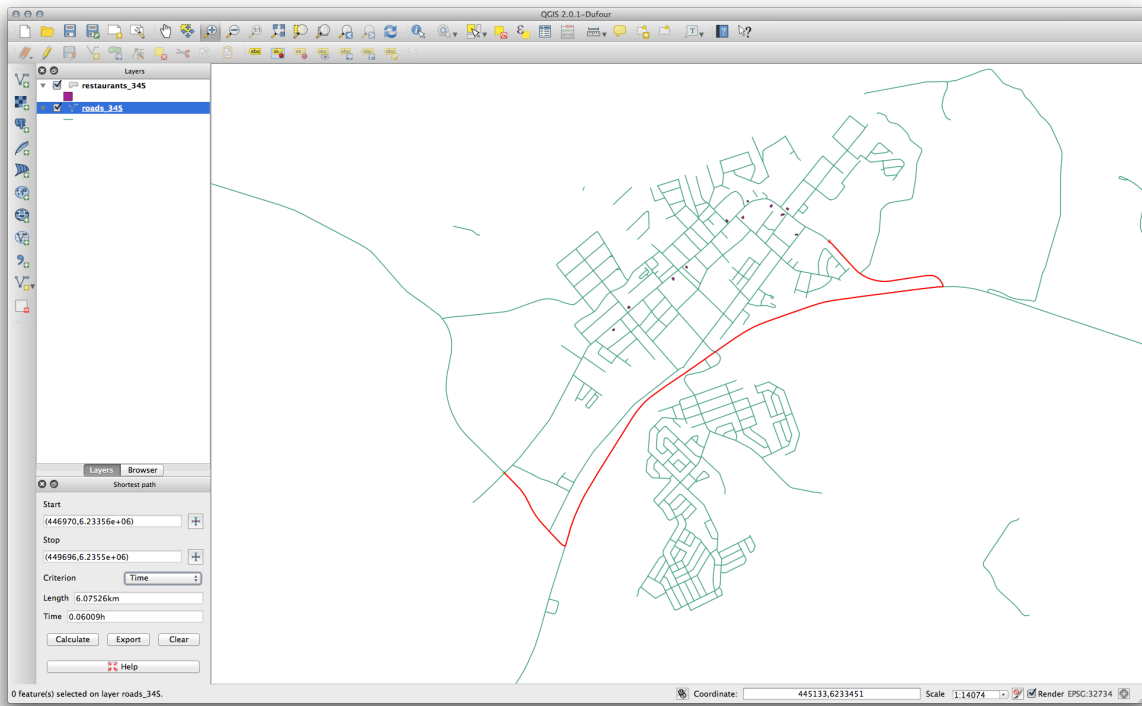 QGIS 2.0.1-Dufour
Layers
restaurants_34S
roads_34S
Layers
Browser
Shortest path
Start
(446970,6.23356e+06)
Stop
(449696,6.2355e+06)
Criterion
Time
Length
6.07526km
Time
0.06009h
Calculate
Export
Clear
Help
0 feature(s) selected on layer roads_34S.
Coordinate:
445133,6233451
Scale
1:14074
Render
EPSG:32734